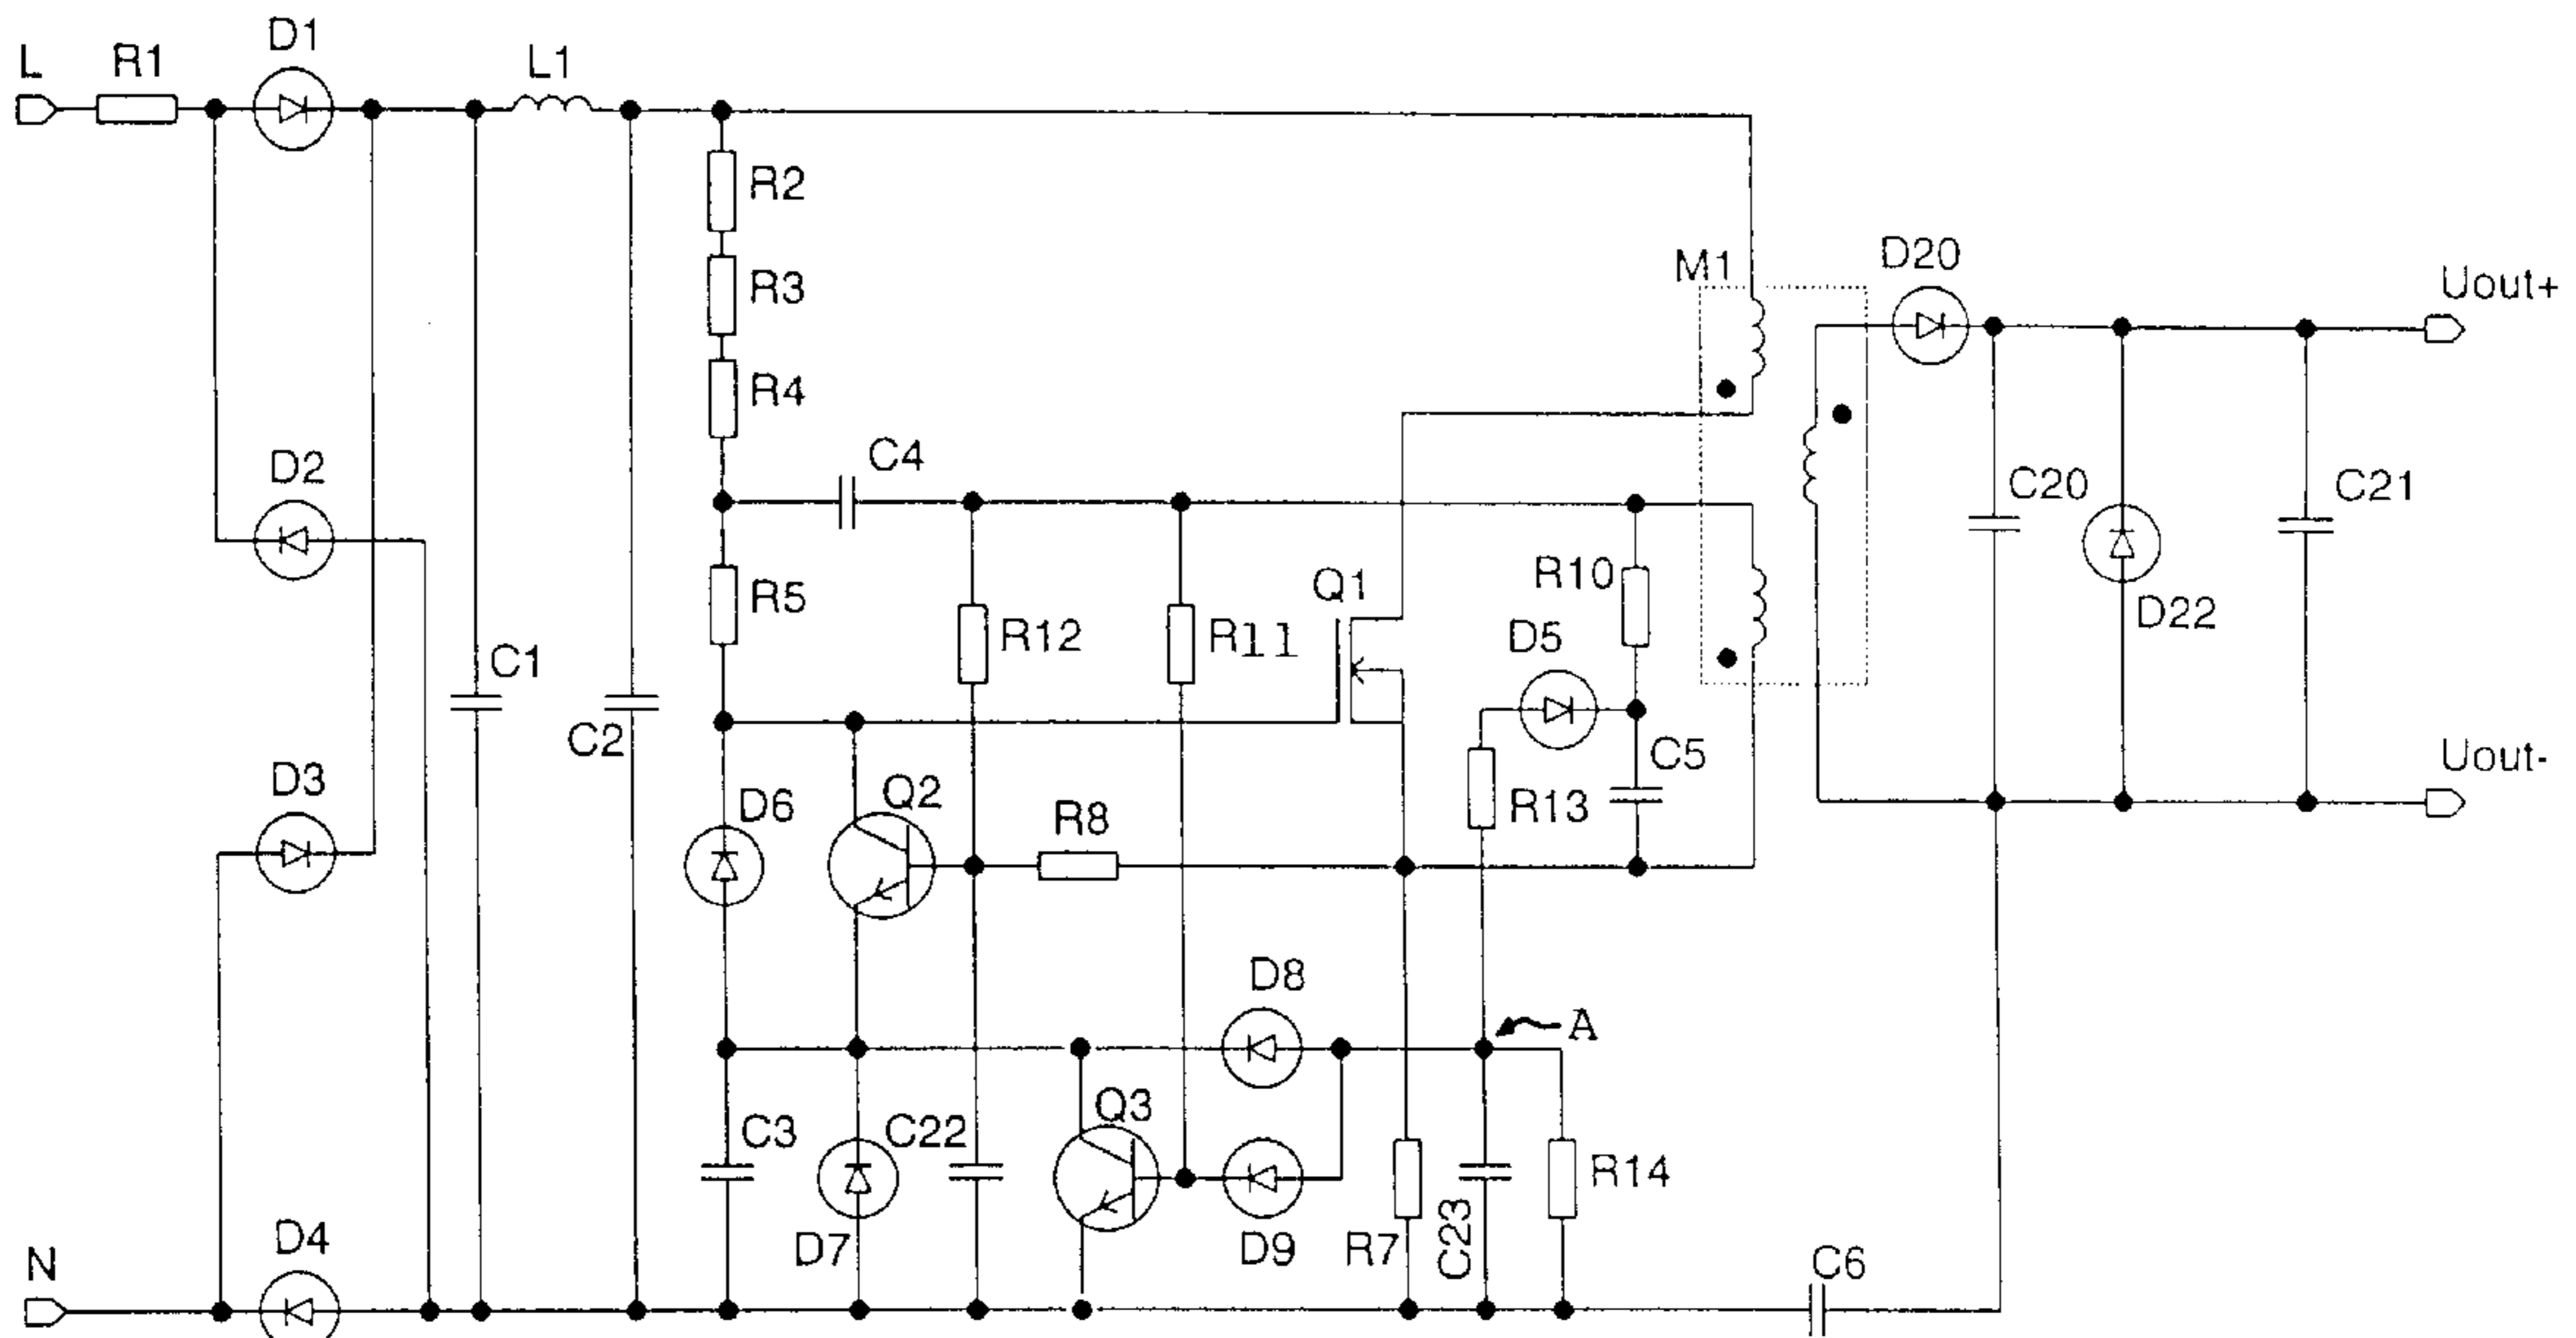 L
R1
D1
L1
R2
M1
D20
Uout+
R3
R4
C4
D2
C20
C21
R5
Q1
R10
D22
R12
R11
D5
C1
C2
C5
Uout-
D3
D6
Q2
R8
R13
D8
A
Q3
C3
C22
R14
D7
D9
R7
C23
N
D4
C6